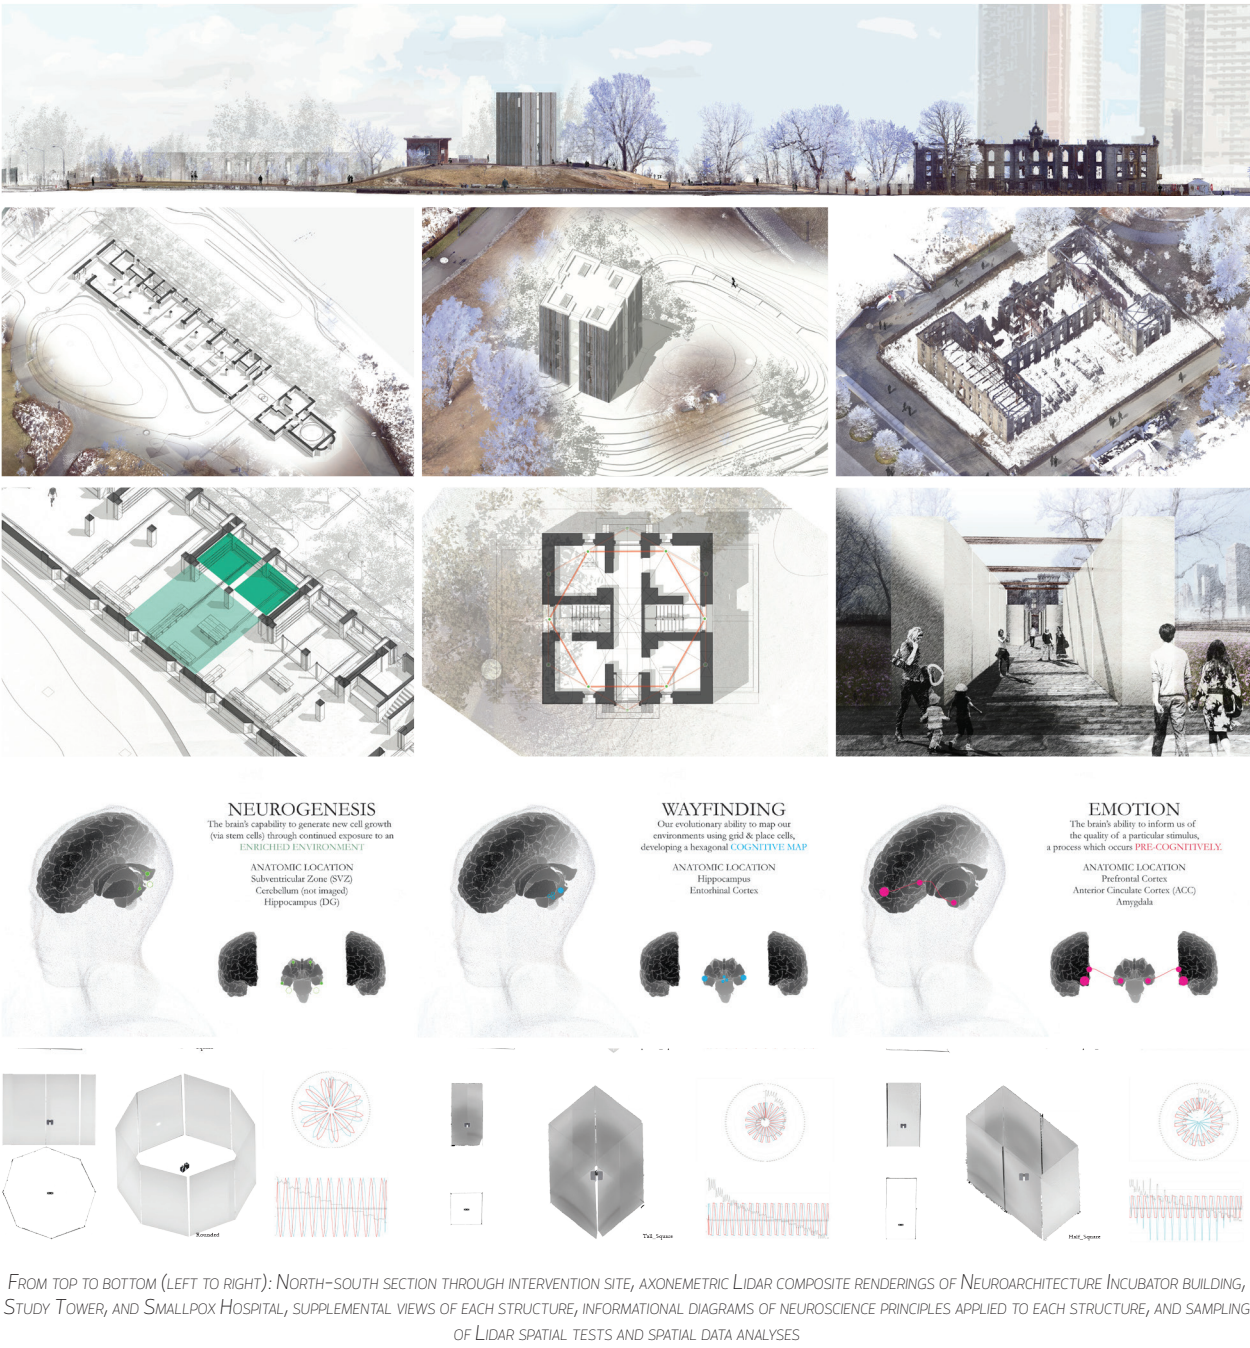 NEUROGENESIS
The brain's capability to generate new cell growth
(via stem cells) through continued exposure to an
ENRICHED ENVIRONMENT
ANATOMIC LOCATION
Subventricular Zone (SVZ)
Cerebellum (not imaged)
Hippocampus (DG)
WAYFINDING
Our evolutionary ability to map our
environments using grid & place cells,
developing a hexagonal COGNITIVE MAP
ANATOMIC LOCATION
Hippocampus
Entorhinal Cortex
EMOTION
The brain's ability to inform us of
the quality of a particular stimulus,
a process which occurs PRE-COGNITIVELY.
ANATOMIC LOCATION
Prefrontal Cortex
Anterior Cinculate Cortex (ACC)
Amygdala
Rounded
Tall_Square
Half_Square
From top to bottom (left to right): North-south section through intervention site, axonemetric Lidar composite renderings of Neuroarchitecture Incubator building,
Study Tower, and Smallpox Hospital, supplemental views of each structure, informational diagrams of neuroscience principles applied to each structure, and sampling
of Lidar spatial tests and spatial data analyses